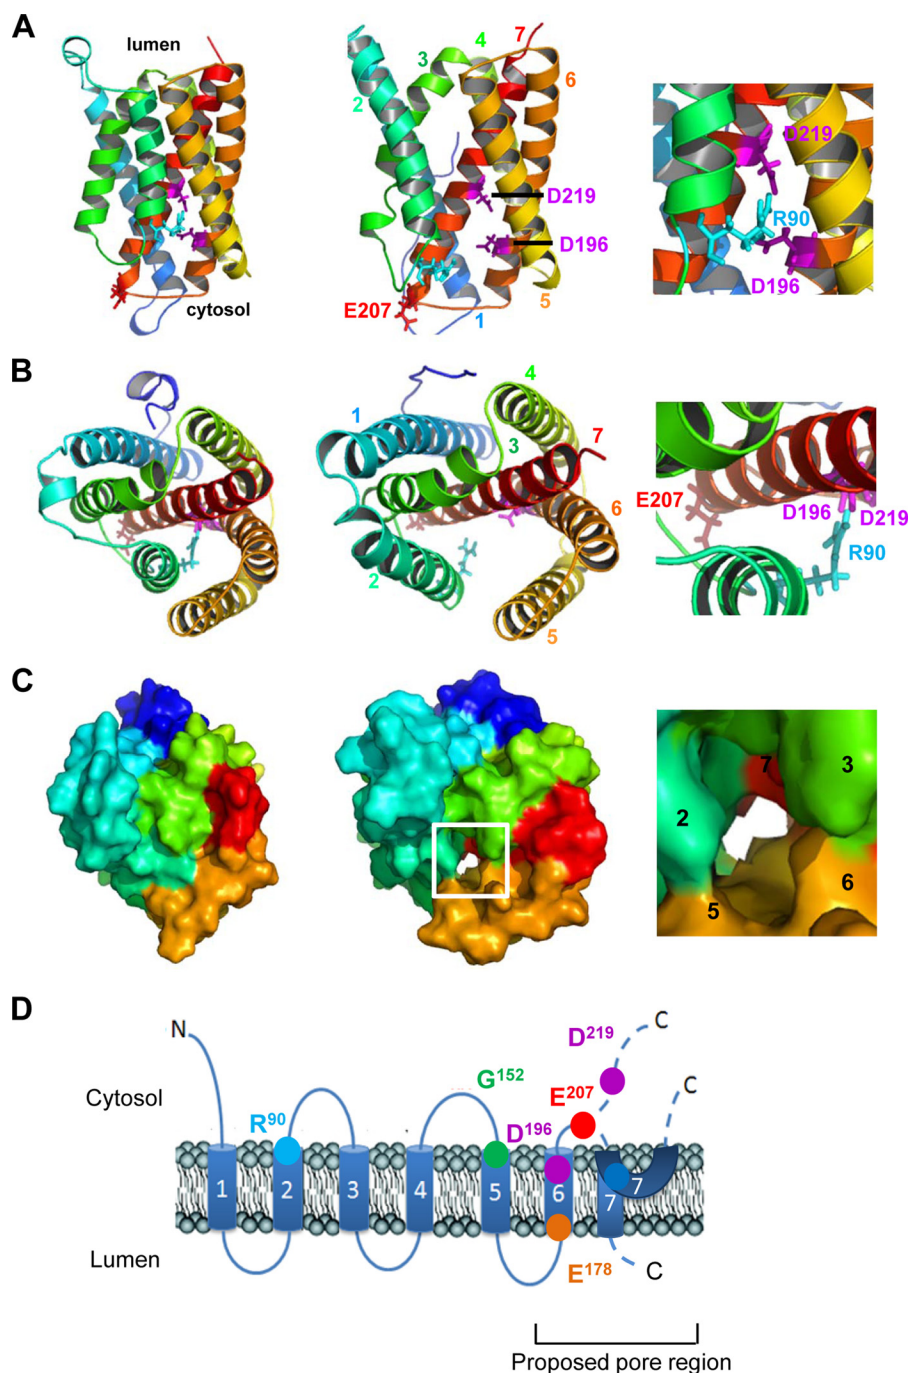 A
lumen
cytosol
2
3
4
7
6
D219
D196
E207
1
5
D219
R90
D196
B
1
3
4
7
6
2
5
E207
D196
D219
R90
C
7
3
2
6
5
D
N
C
D²¹⁹
C
G¹⁵²
E²⁰⁷
Cytosol
R⁹⁰
D¹⁹⁶
1
2
3
4
5
6
7
7
Lumen
C
E¹⁷⁸
Proposed pore region